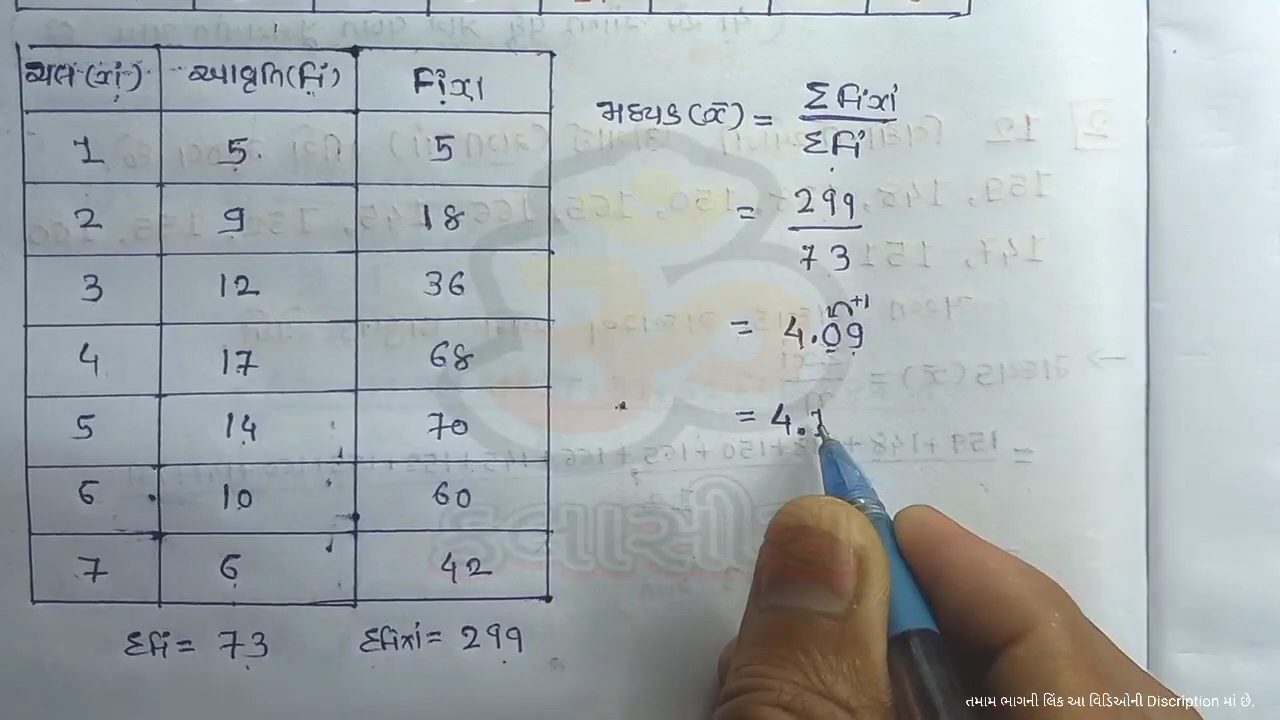 ચલ (xi) આવૃત્તિ (fi) fixi
1 5 5
2 9 18
3 12 36
4 17 68
5 14 70
6 10 60
7 6 42
Σfi = 73 Σfixi = 299
મધ્યક (x̄) = Σfixi / Σfi
= 299 / 73
+1
= 4.09
= 4.1
તમામ ભાગની લિંક આ વિડિઓની Discription માં છે.